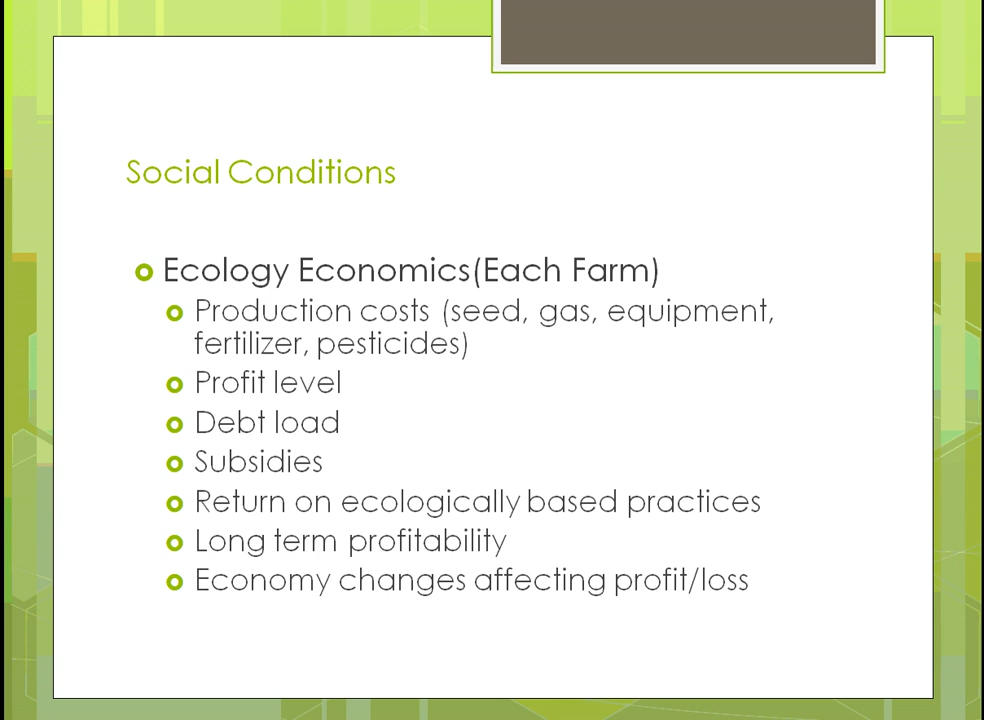 Social Conditions
Ecology Economics(Each Farm)
Production costs (seed, gas, equipment,
fertilizer, pesticides)
Profit level
Debt load
Subsidies
Return on ecologically based practices
Long term profitability
Economy changes affecting profit/loss